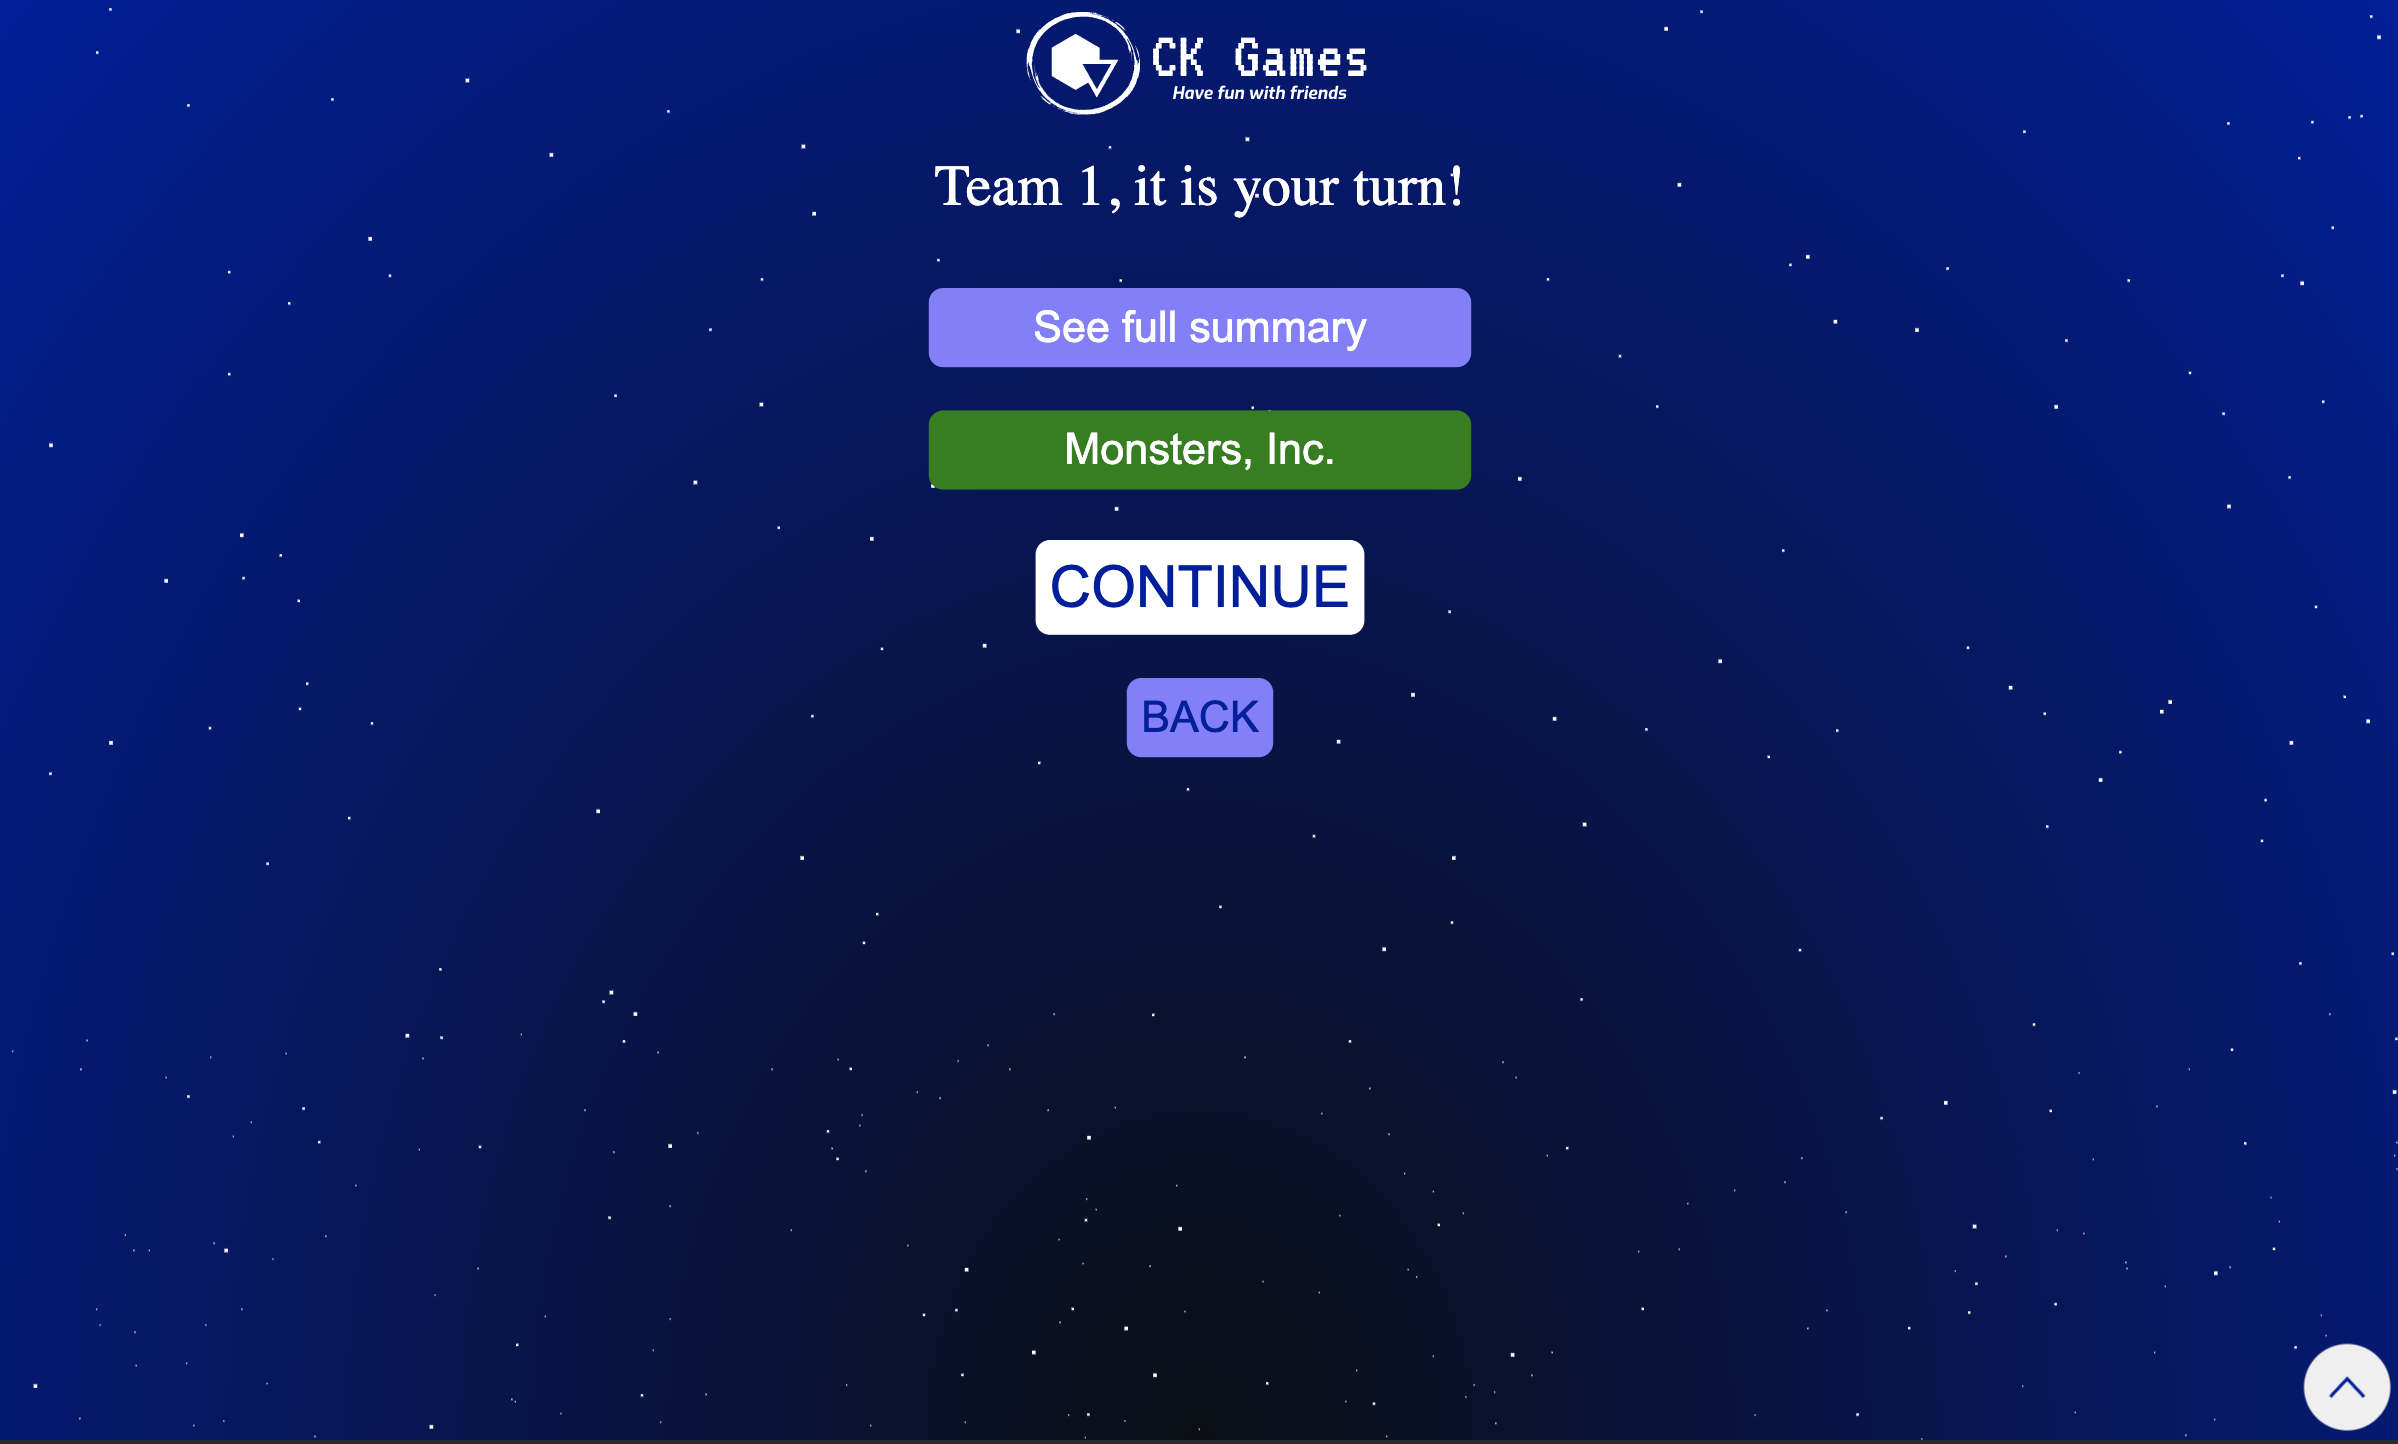 CK Games
Have fun with friends
Team 1, it is your turn!
See full summary
Monsters, Inc.
CONTINUE
BACK